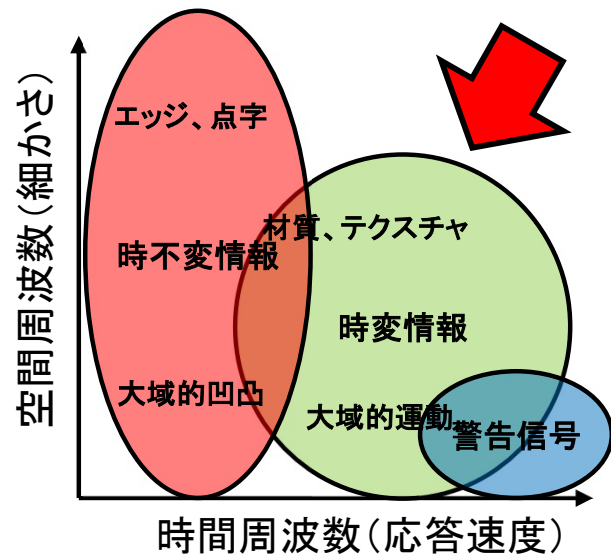 空間周波数(細かさ)
エッジ、点字
材質、テクスチャ
時不変情報
時変情報
大域的凹凸
大域的運動
警告信号
時間周波数(応答速度)